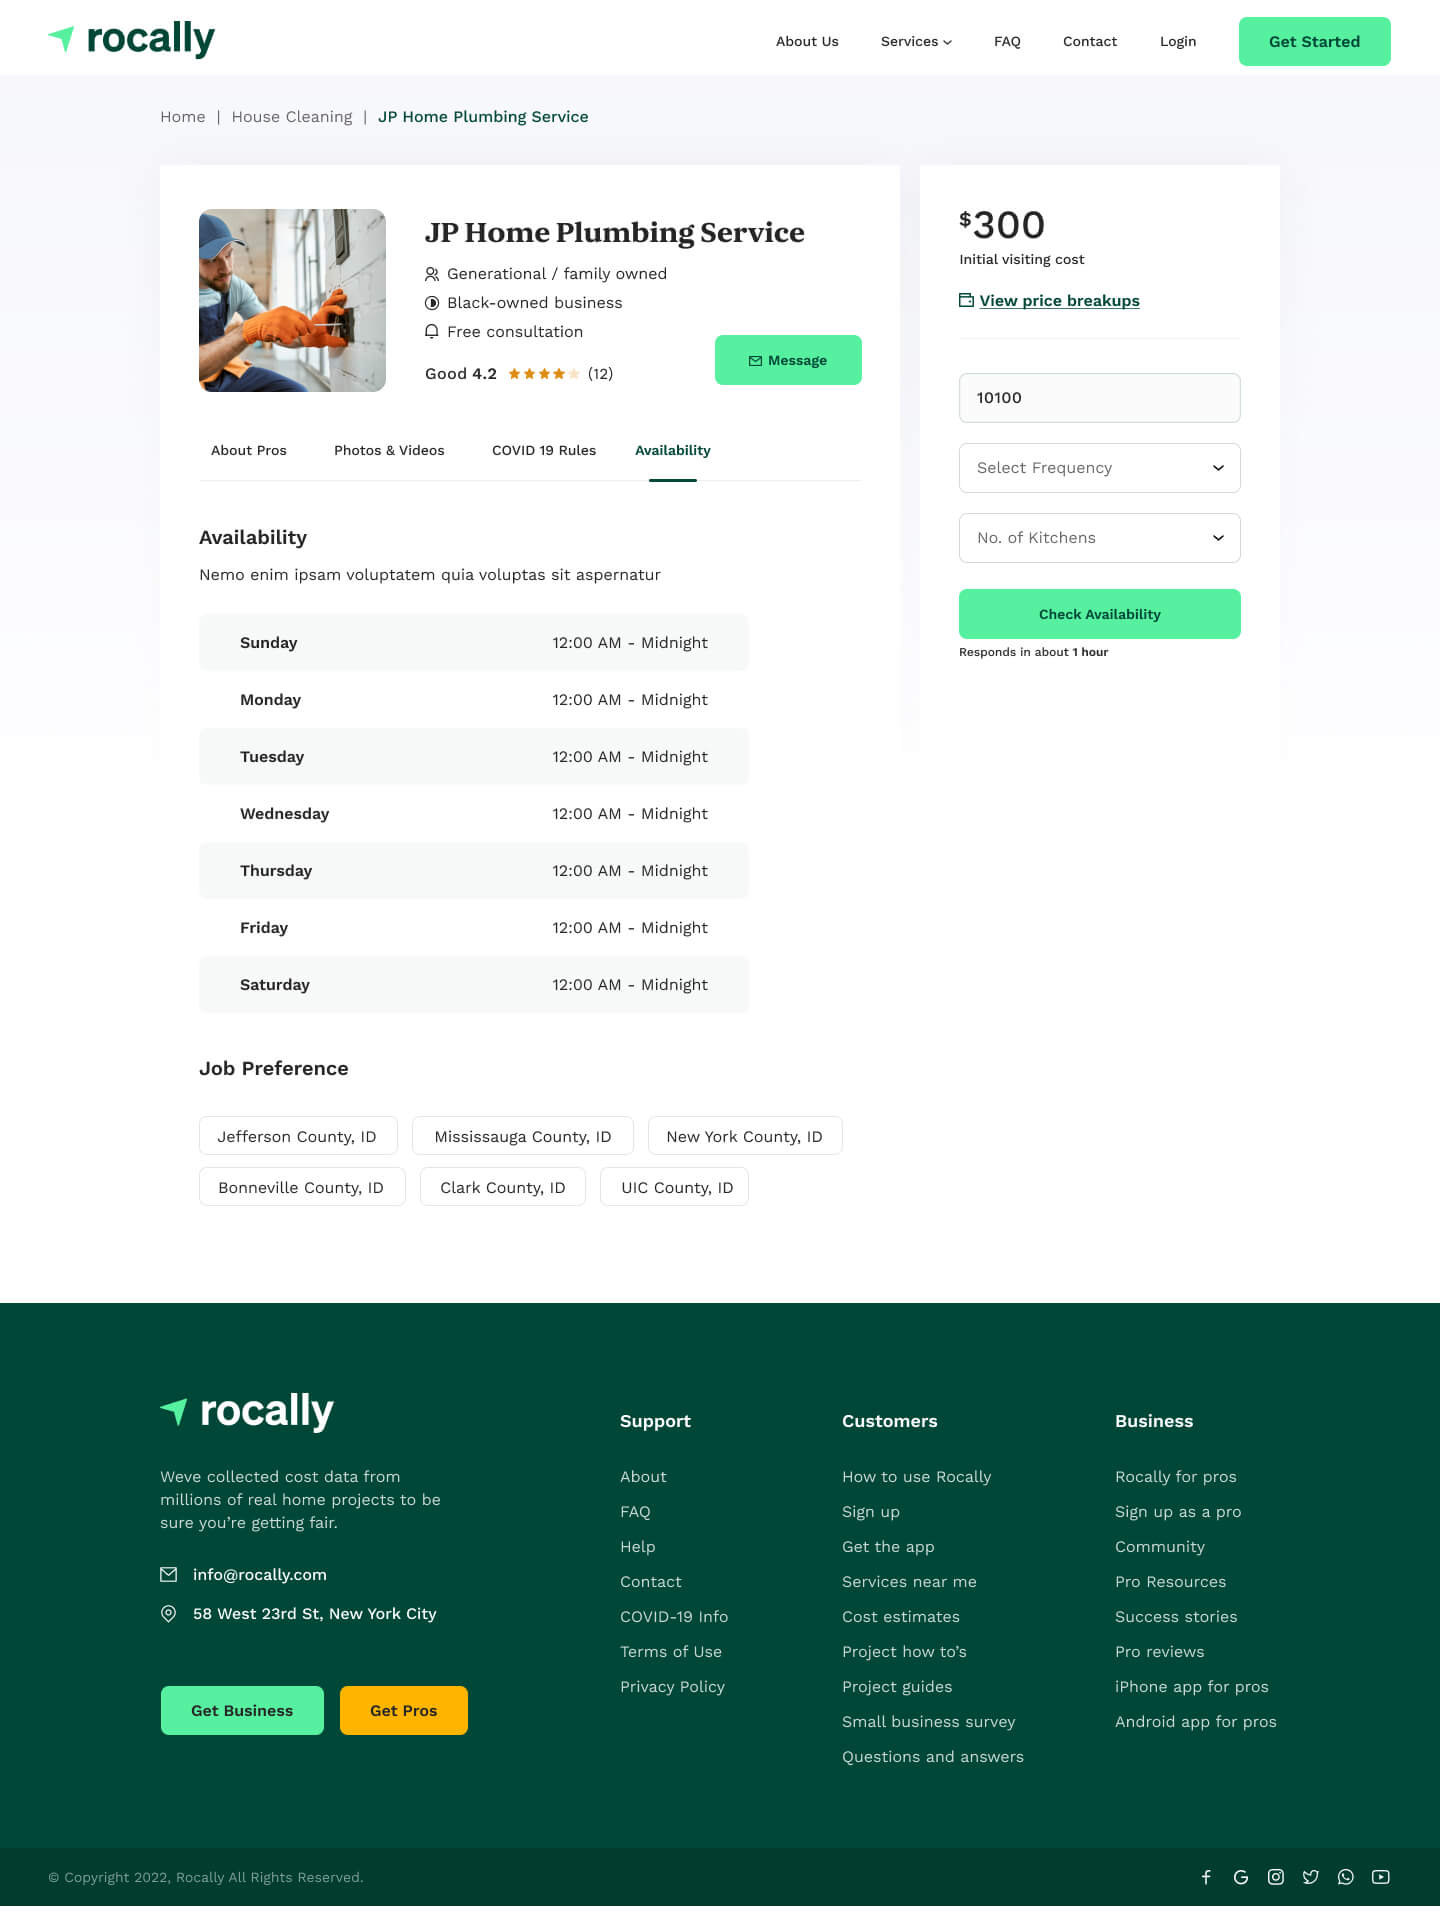 rocally
About Us Services FAQ Contact Login Get Started
Home | House Cleaning | JP Home Plumbing Service
JP Home Plumbing Service
Generational / family owned
Black-owned business
Free consultation
Good 4.2 (12)
Message
About Pros Photos & Videos COVID 19 Rules Availability
Availability
Nemo enim ipsam voluptatem quia voluptas sit aspernatur
Sunday 12:00 AM - Midnight
Monday 12:00 AM - Midnight
Tuesday 12:00 AM - Midnight
Wednesday 12:00 AM - Midnight
Thursday 12:00 AM - Midnight
Friday 12:00 AM - Midnight
Saturday 12:00 AM - Midnight
Job Preference
Jefferson County, ID Mississauga County, ID New York County, ID
Bonneville County, ID Clark County, ID UIC County, ID
$300
Initial visiting cost
View price breakups
10100
Select Frequency
No. of Kitchens
Check Availability
Responds in about 1 hour
rocally
Weve collected cost data from
millions of real home projects to be
sure you’re getting fair.
info@rocally.com
58 West 23rd St, New York City
Get Business Get Pros
Support
About
FAQ
Help
Contact
COVID-19 Info
Terms of Use
Privacy Policy
Customers
How to use Rocally
Sign up
Get the app
Services near me
Cost estimates
Project how to’s
Project guides
Small business survey
Questions and answers
Business
Rocally for pros
Sign up as a pro
Community
Pro Resources
Success stories
Pro reviews
iPhone app for pros
Android app for pros
© Copyright 2022, Rocally All Rights Reserved.